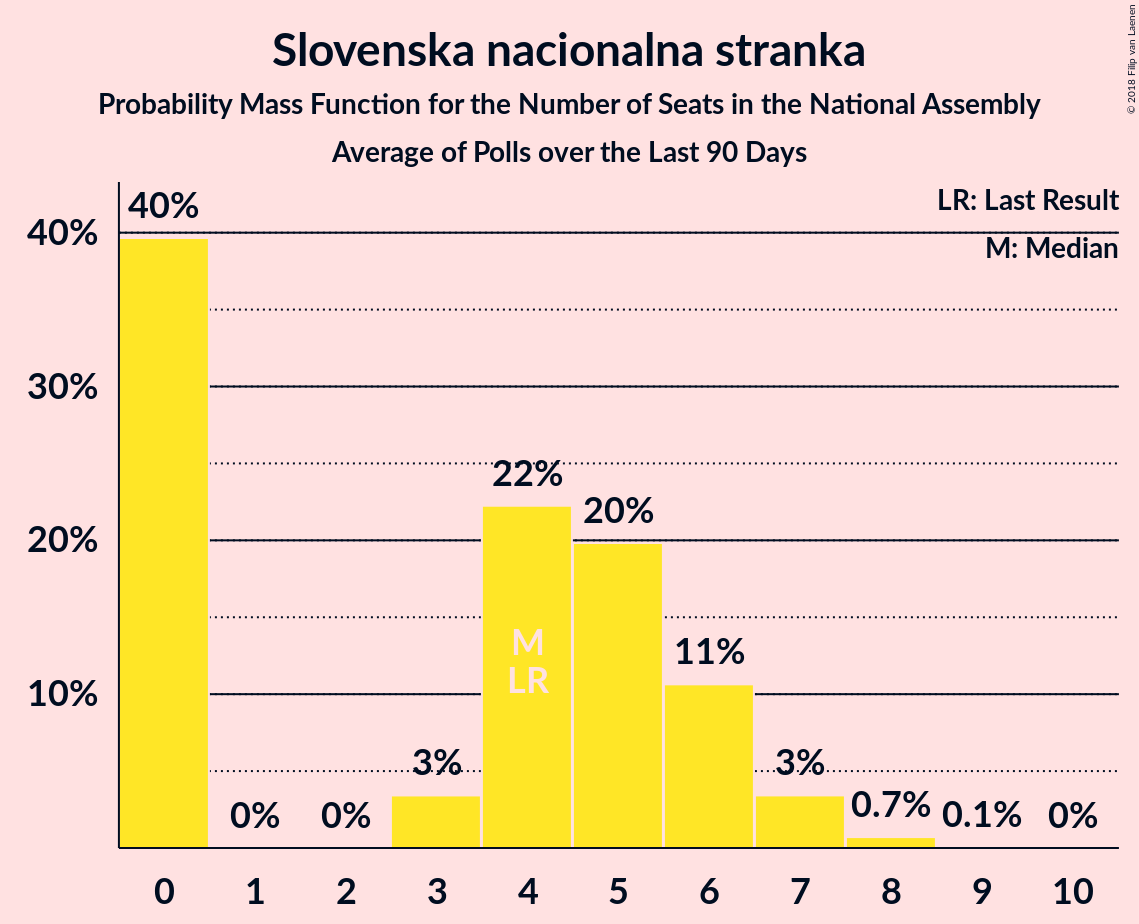 Slovenska nacionalna stranka
Probability Mass Function for the Number of Seats in the National Assembly
Average of Polls over the Last 90 Days
© 2018 Filip van Laenen
LR: Last Result
M: Median
40%
30%
20%
10%
40%
0%
0%
3%
22%
M
LR
20%
11%
3%
0.7%
0.1%
0%
0 1 2 3 4 5 6 7 8 9 10